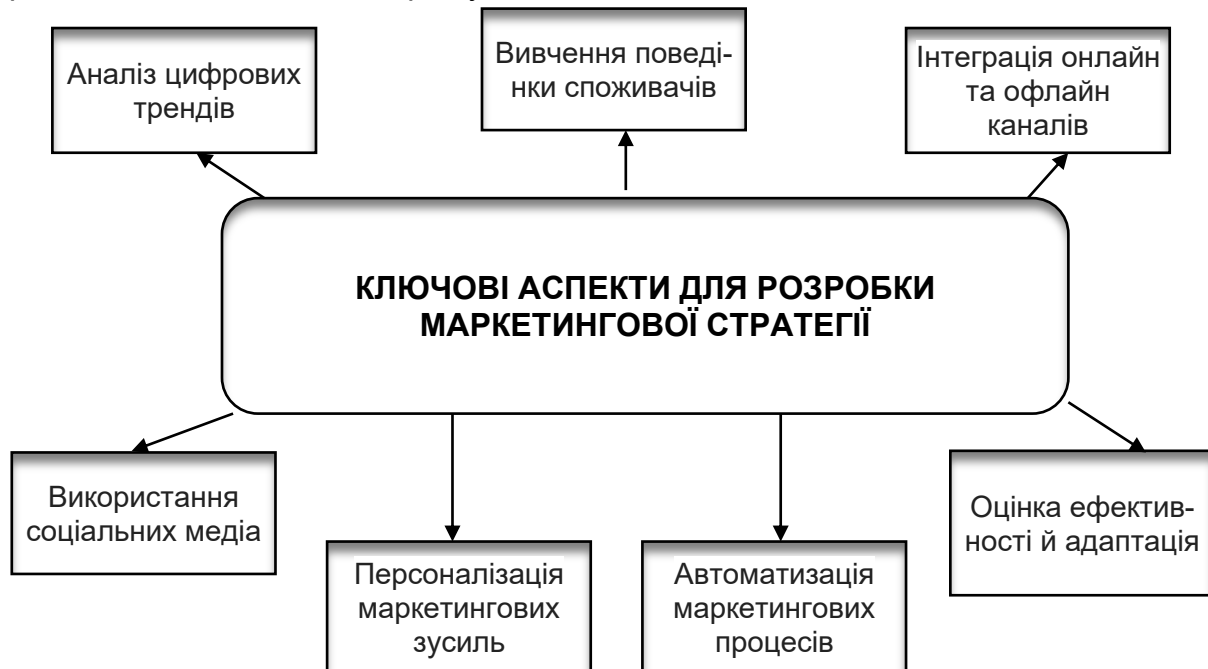 Аналіз цифрових
трендів
Вивчення поведі-
нки споживачів
Інтеграція онлайн
та офлайн
каналів
КЛЮЧОВІ АСПЕКТИ ДЛЯ РОЗРОБКИ
МАРКЕТИНГОВОЇ СТРАТЕГІЇ
Використання
соціальних медіа
Персоналізація
маркетингових
зусиль
Автоматизація
маркетингових
процесів
Оцінка ефектив-
ності й адаптація